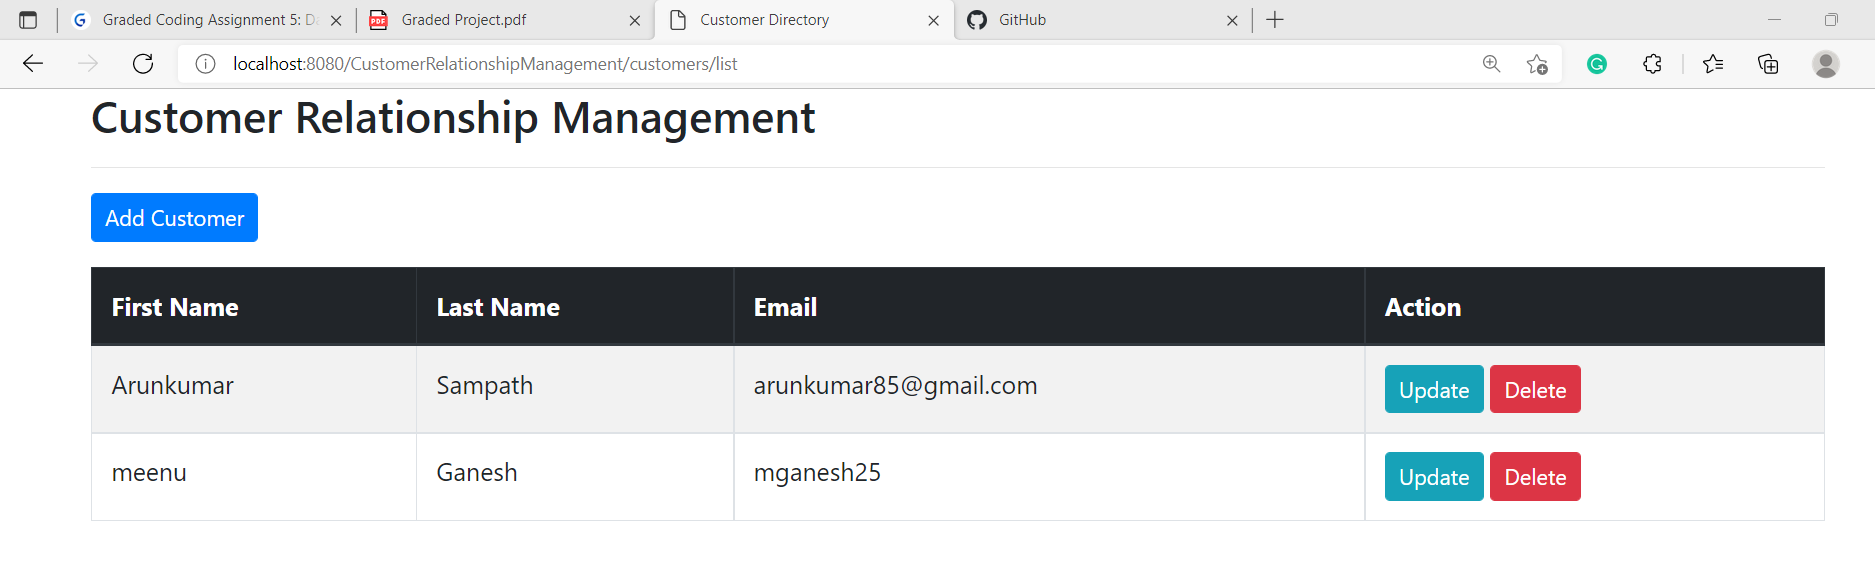 Graded Coding Assignment 5: D
Graded Project.pdf
Customer Directory
GitHub
localhost:8080/CustomerRelationshipManagement/customers/list
Customer Relationship Management
Add Customer
First Name Last Name Email Action
Arunkumar Sampath arunkumar85@gmail.com Update Delete
meenu Ganesh mganesh25 Update Delete